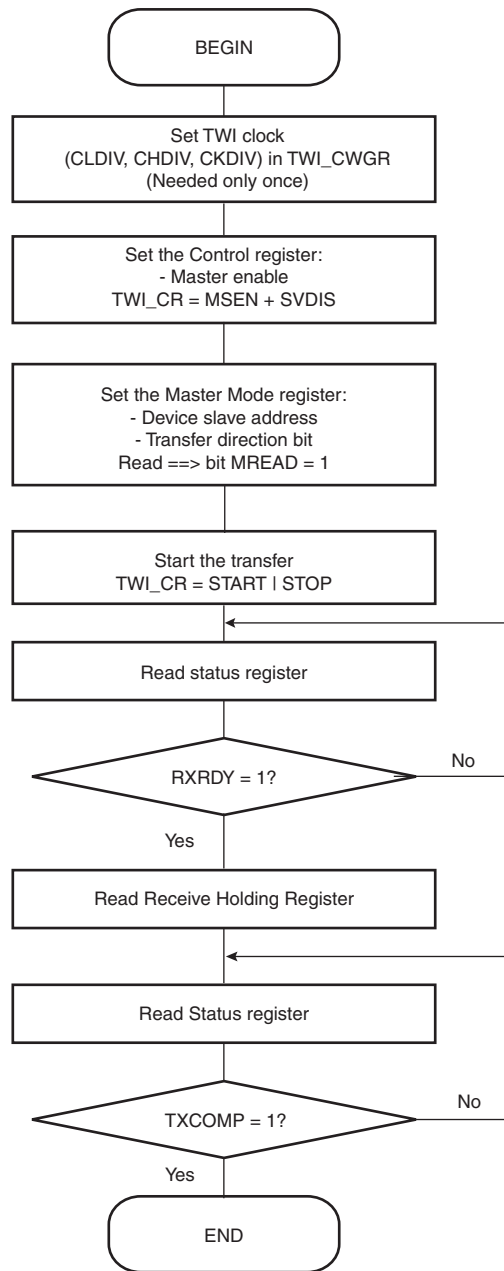 BEGIN
Set TWI clock
(CLDIV, CHDIV, CKDIV) in TWI_CWGR
(Needed only once)
Set the Control register:
- Master enable
TWI_CR = MSEN + SVDIS
Set the Master Mode register:
- Device slave address
- Transfer direction bit
Read ==> bit MREAD = 1
Start the transfer
TWI_CR = START | STOP
Read status register
RXRDY = 1?
No
Yes
Read Receive Holding Register
Read Status register
TXCOMP = 1?
No
Yes
END